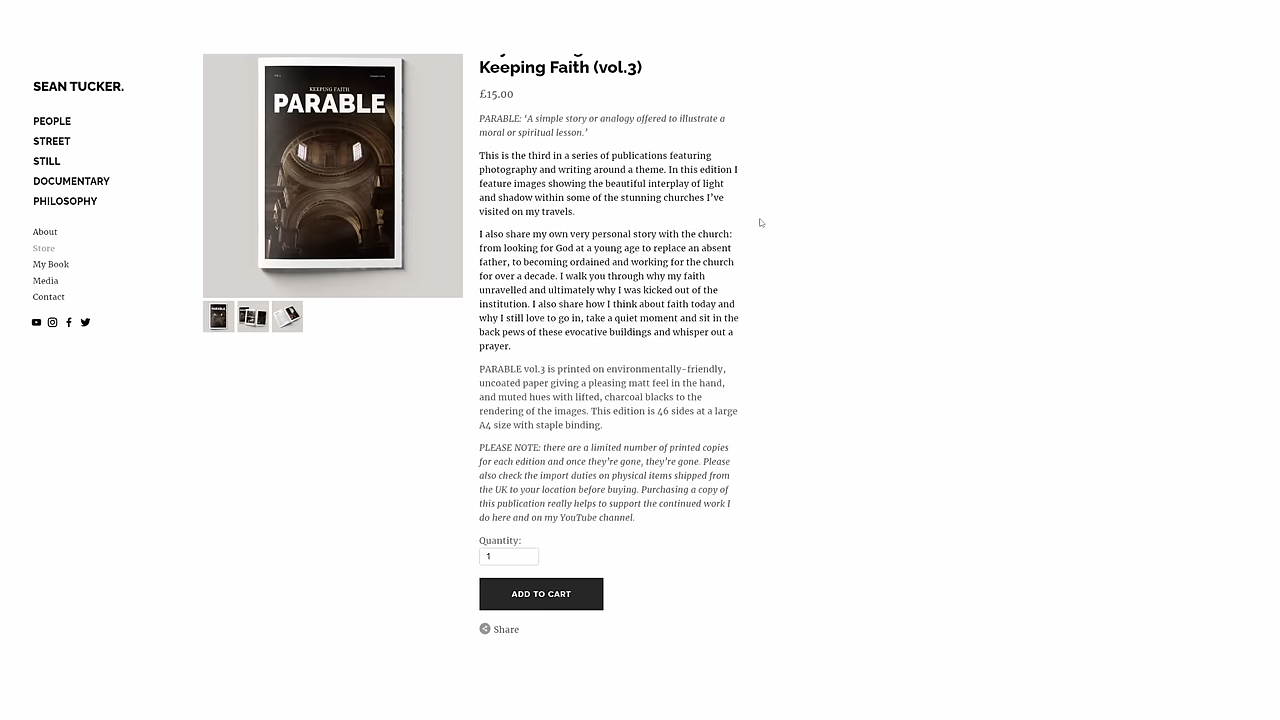 SEAN TUCKER.
PEOPLE
STREET
STILL
DOCUMENTARY
PHILOSOPHY
About
Store
My Book
Media
Contact
KEEPING FAITH
PARABLE
Keeping Faith (vol.3)
£15.00
PARABLE: ‘A simple story or analogy offered to illustrate a
moral or spiritual lesson.’
This is the third in a series of publications featuring
photography and writing around a theme. In this edition I
feature images showing the beautiful interplay of light
and shadow within some of the stunning churches I’ve
visited on my travels.
I also share my own very personal story with the church:
from looking for God at a young age to replace an absent
father, to becoming ordained and working for the church
for over a decade. I walk you through why my faith
unravelled and ultimately why I was kicked out of the
institution. I also share how I think about faith today and
why I still love to go in, take a quiet moment and sit in the
back pews of these evocative buildings and whisper out a
prayer.
PARABLE vol.3 is printed on environmentally-friendly,
uncoated paper giving a pleasing matt feel in the hand,
and muted hues with lifted, charcoal blacks to the
rendering of the images. This edition is 46 sides at a large
A4 size with staple binding.
PLEASE NOTE: there are a limited number of printed copies
for each edition and once they’re gone, they’re gone. Please
also check the import duties on physical items shipped from
the UK to your location before buying. Purchasing a copy of
this publication really helps to support the continued work I
do here and on my YouTube channel.
Quantity:
1
ADD TO CART
Share